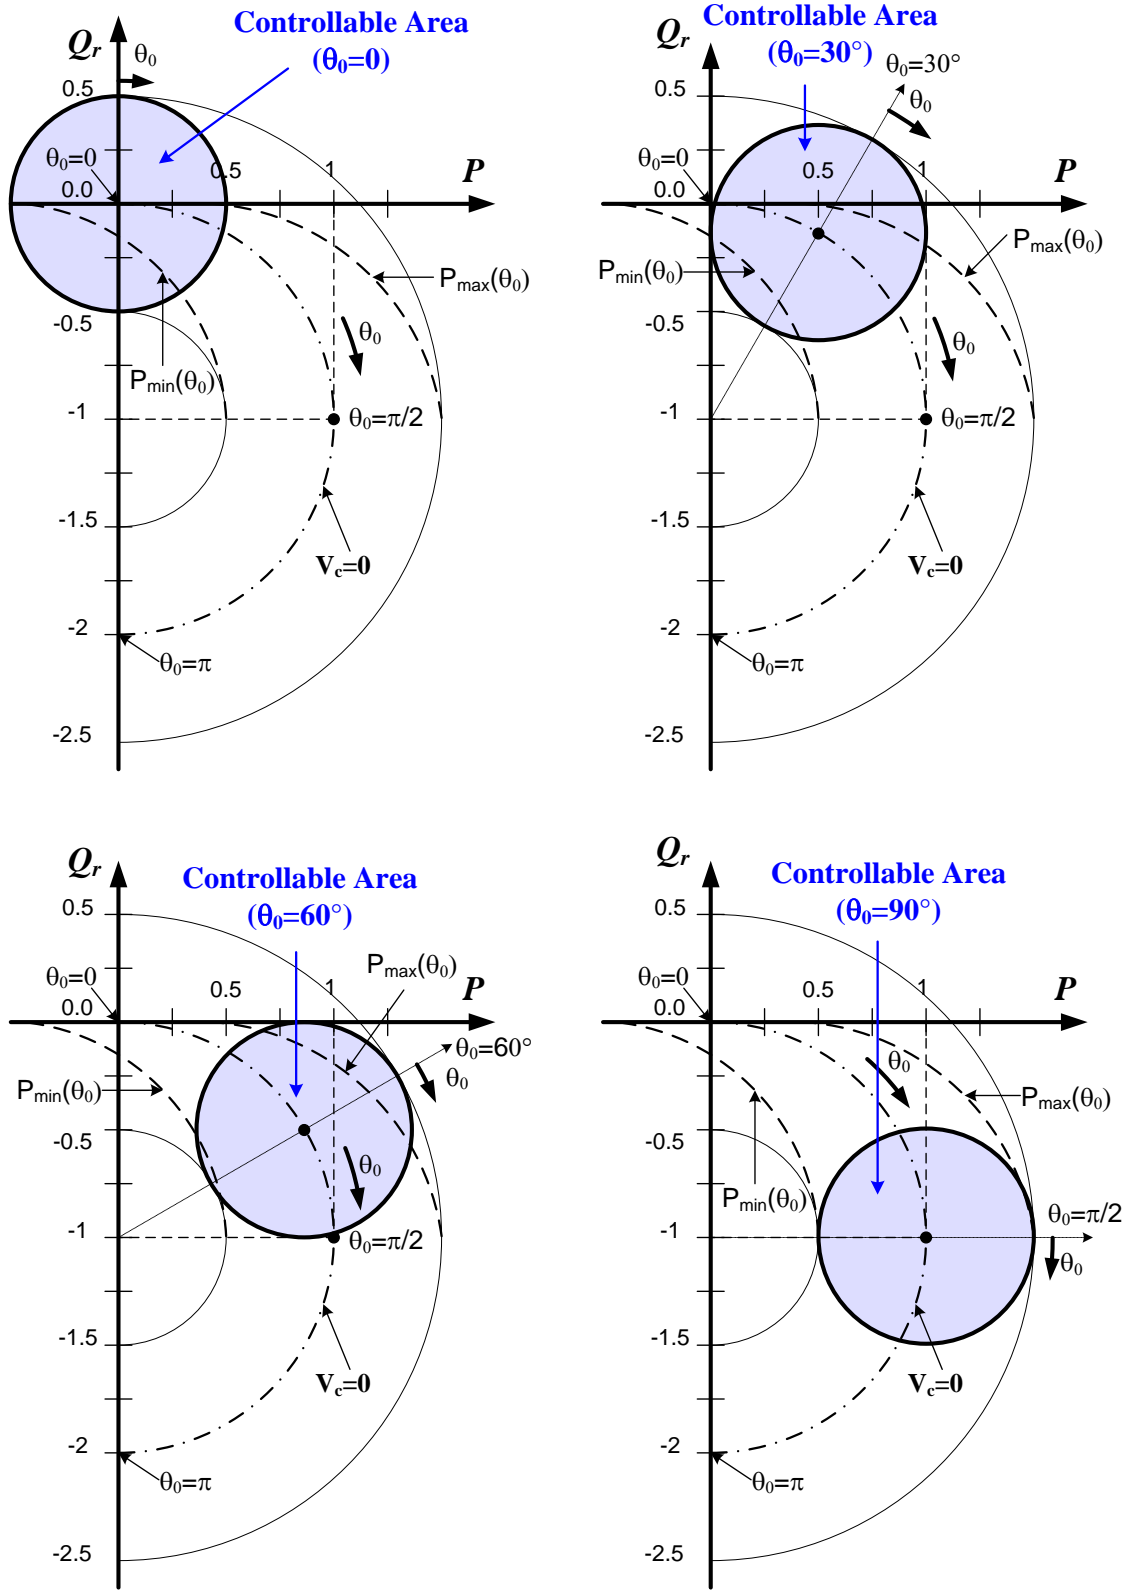 Controllable Area
(θ₀=0)
Qᵣ
θ₀
0.5
θ₀=0
0.5
1
P
0.0
Pmax(θ₀)
-0.5
θ₀
Pmin(θ₀)
-1
θ₀=π/2
-1.5
Vc=0
-2
θ₀=π
-2.5
Controllable Area
(θ₀=30°)
Qᵣ
θ₀=30°
θ₀
0.5
θ₀=0
0.5
1
P
0.0
Pmax(θ₀)
Pmin(θ₀)
-0.5
θ₀
-1
θ₀=π/2
-1.5
Vc=0
-2
θ₀=π
-2.5
Qᵣ
Controllable Area
(θ₀=60°)
0.5
Pmax(θ₀)
θ₀=0
0.5
1
P
0.0
θ₀=60°
θ₀
Pmin(θ₀)
-0.5
θ₀
-1
θ₀=π/2
-1.5
Vc=0
-2
θ₀=π
-2.5
Qᵣ
Controllable Area
(θ₀=90°)
0.5
θ₀=0
0.5
1
P
0.0
θ₀
Pmax(θ₀)
-0.5
Pmin(θ₀)
θ₀=π/2
-1
θ₀
-1.5
Vc=0
-2
θ₀=π
-2.5